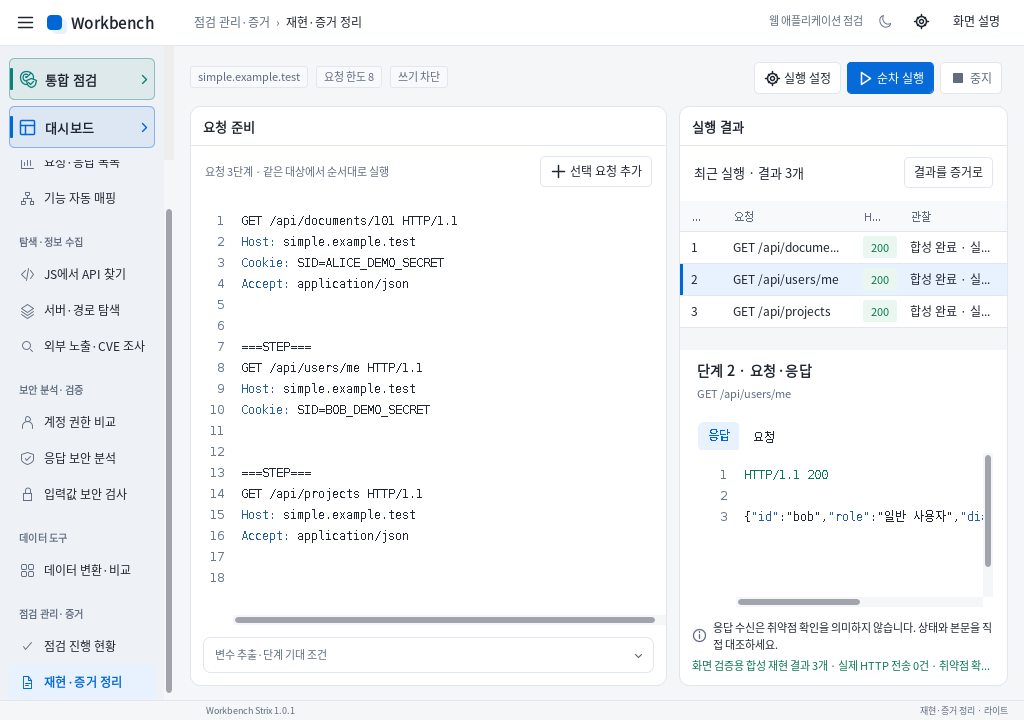 Workbench
점검 관리·증거 › 재현·증거 정리
웹 애플리케이션 점검
화면 설명
통합 점검
대시보드
요청·응답 목록
기능 자동 매핑
탐색·정보 수집
JS에서 API 찾기
서버·경로 탐색
외부 노출·CVE 조사
보안 분석·검증
계정 권한 비교
응답 보안 분석
입력값 보안 검사
데이터 도구
데이터 변환·비교
점검 관리·증거
점검 진행 현황
재현·증거 정리
simple.example.test
요청 한도 8
쓰기 차단
실행 설정
순차 실행
중지
요청 준비
요청 3단계 · 같은 대상에서 순서대로 실행
선택 요청 추가
1 GET /api/documents/101 HTTP/1.1
2 Host: simple.example.test
3 Cookie: SID=ALICE_DEMO_SECRET
4 Accept: application/json
5
6
7 ===STEP===
8 GET /api/users/me HTTP/1.1
9 Host: simple.example.test
10 Cookie: SID=BOB_DEMO_SECRET
11
12
13 ===STEP===
14 GET /api/projects HTTP/1.1
15 Host: simple.example.test
16 Accept: application/json
17
18
변수 추출·단계 기대 조건
실행 결과
최근 실행 · 결과 3개
결과를 증거로
... 요청 H... 관찰
1 GET /api/docume... 200 합성 완료 · 실...
2 GET /api/users/me 200 합성 완료 · 실...
3 GET /api/projects 200 합성 완료 · 실...
단계 2 · 요청·응답
GET /api/users/me
응답 요청
1 HTTP/1.1 200
2
3 {"id":"bob","role":"일반 사용자","dia
응답 수신은 취약점 확인을 의미하지 않습니다. 상태와 본문을 직
접 대조하세요.
화면 검증용 합성 재현 결과 3개 · 실제 HTTP 전송 0건 · 취약점 확...
Workbench Strix 1.0.1
재현·증거 정리 · 라이트